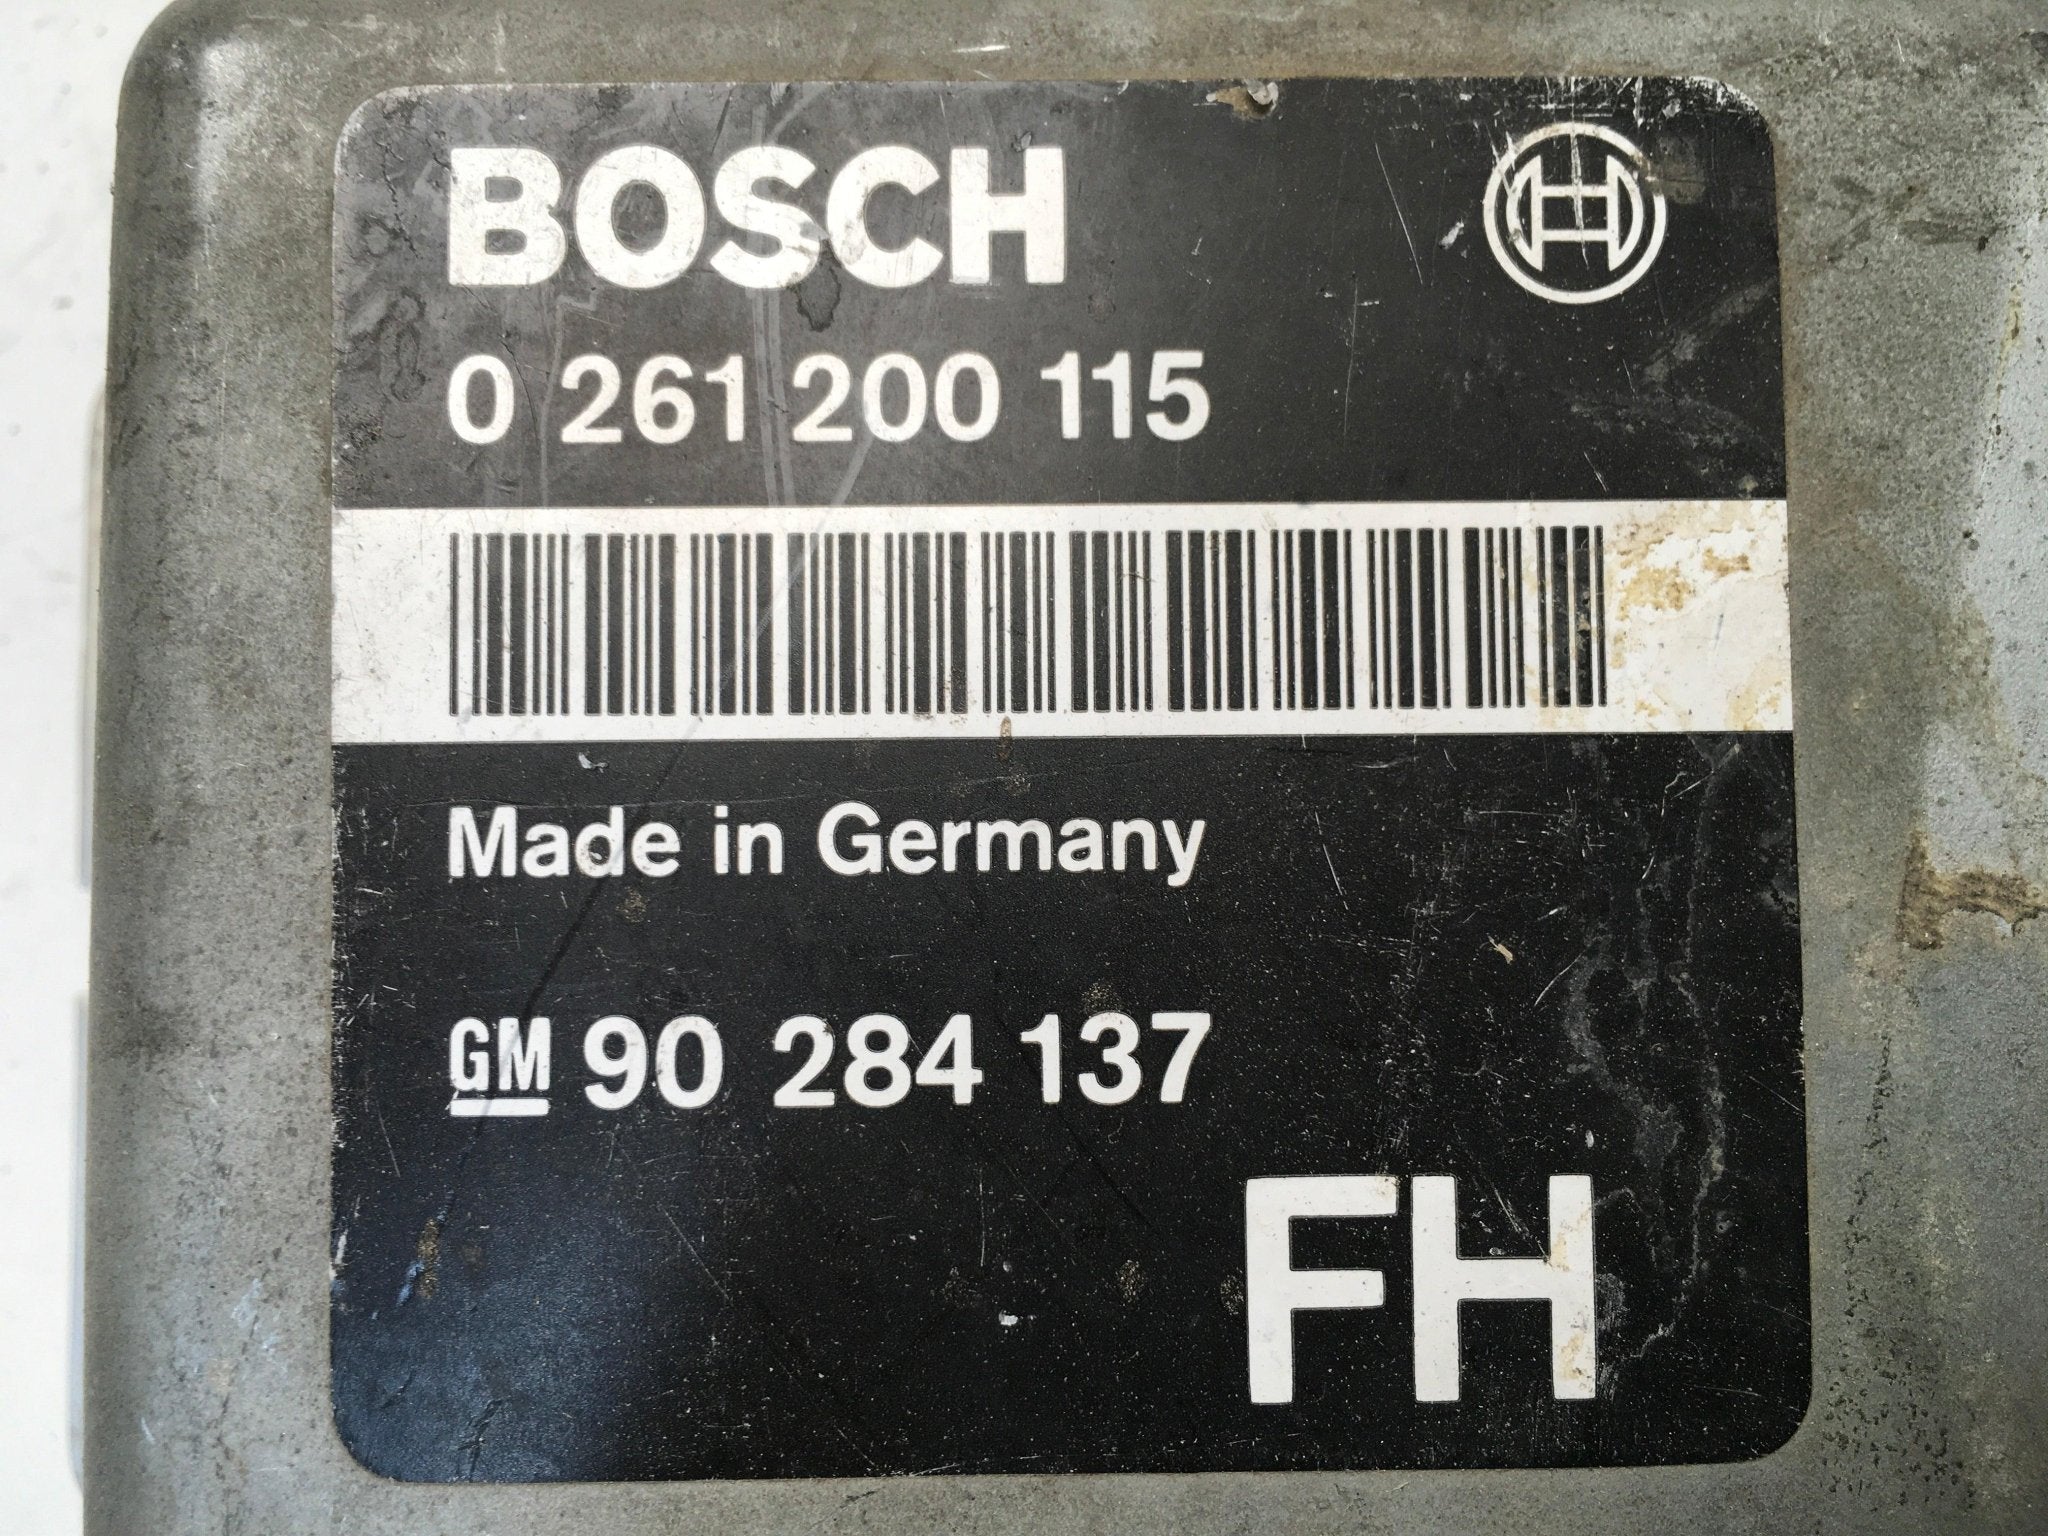 BOSCH
0 261 200 115
Made in Germany
GM 90 284 137
FH